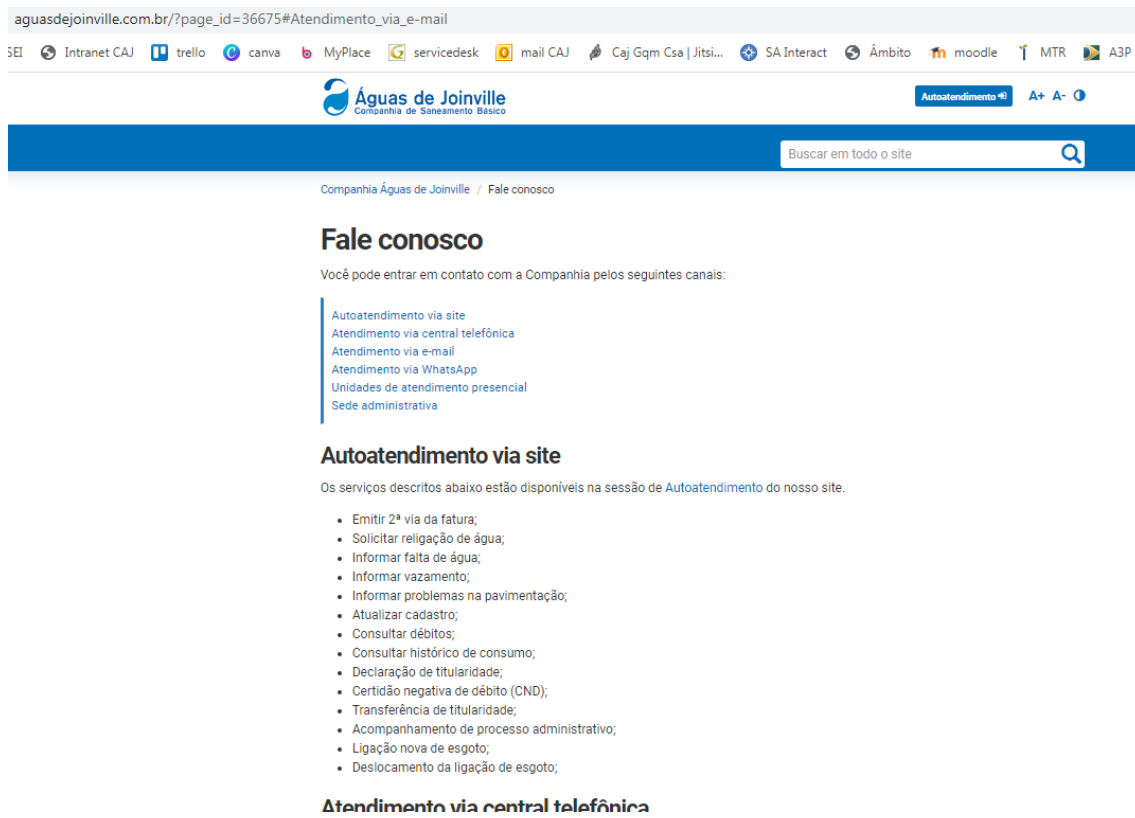 aguasdejoinville.com.br/?page_id=36675#Atendimento_via_e-mail
SEI Intranet CAJ trello canva MyPlace servicedesk mail CAJ Caj Gqm Csa | Jitsi... SA Interact Âmbito moodle MTR A3P
Águas de Joinville
Companhia de Saneamento Básico
Autoatendimento A+ A-
Buscar em todo o site
Companhia Águas de Joinville / Fale conosco
Fale conosco
Você pode entrar em contato com a Companhia pelos seguintes canais:
Autoatendimento via site
Atendimento via central telefônica
Atendimento via e-mail
Atendimento via WhatsApp
Unidades de atendimento presencial
Sede administrativa
Autoatendimento via site
Os serviços descritos abaixo estão disponíveis na sessão de Autoatendimento do nosso site.
• Emitir 2ª via da fatura;
• Solicitar religação de água;
• Informar falta de água;
• Informar vazamento;
• Informar problemas na pavimentação;
• Atualizar cadastro;
• Consultar débitos;
• Consultar histórico de consumo;
• Declaração de titularidade;
• Certidão negativa de débito (CND);
• Transferência de titularidade;
• Acompanhamento de processo administrativo;
• Ligação nova de esgoto;
• Deslocamento da ligação de esgoto;
Atendimento via central telefônica